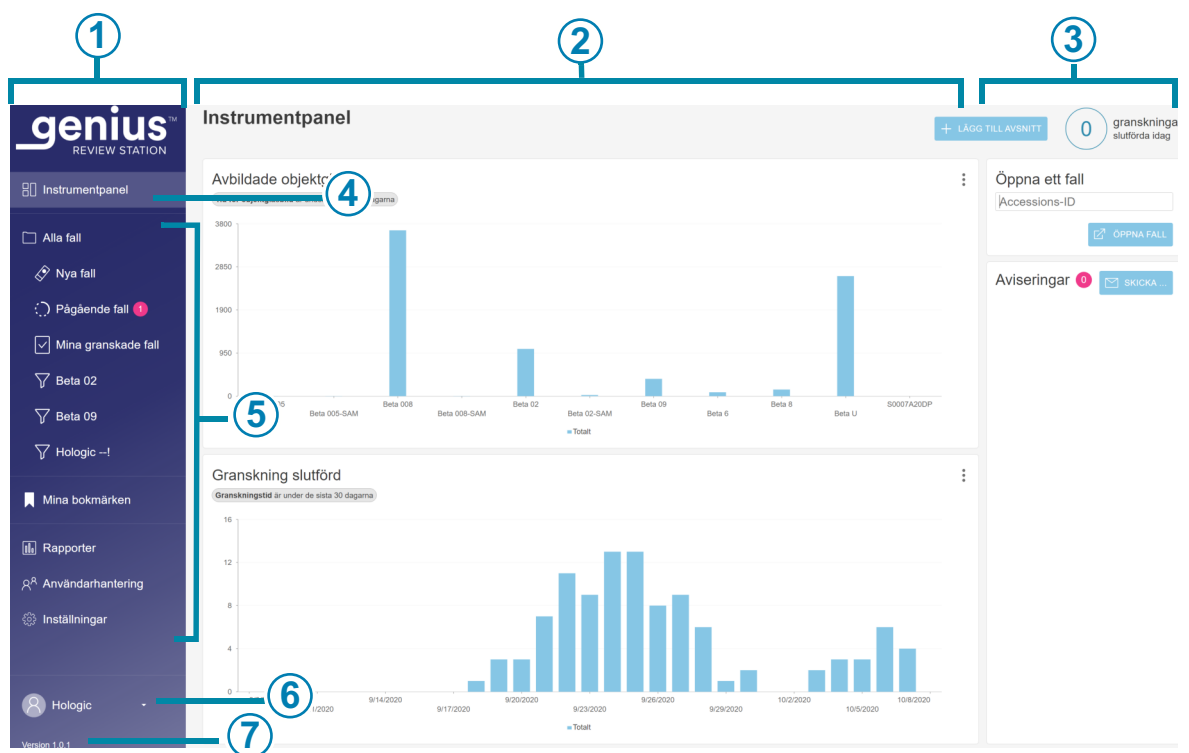 1
2
3
genius™
REVIEW STATION
Instrumentpanel
Alla fall
Nya fall
Pågående fall 1
Mina granskade fall
Beta 02
Beta 09
Hologic --!
Mina bokmärken
Rapporter
Användarhantering
Inställningar
Hologic
Version 1.0.1
4
5
6
7
Instrumentpanel
+ LÄGG TILL AVSNITT
0
granskninga
slutförda idag
Avbildade
3800
2850
1900
950
0
Beta 005-SAM
Beta 008
Beta 008-SAM
Beta 02
Beta 02-SAM
Beta 09
Beta 6
Beta 8
Beta U
S0007A20DP
Totalt
Granskning slutförd
Granskningstid är under de sista 30 dagarna
16
12
8
4
0
9/14/2020
9/17/2020
9/20/2020
9/23/2020
9/26/2020
9/29/2020
10/2/2020
10/5/2020
10/8/2020
Totalt
Öppna ett fall
Accessions-ID
ÖPPNA FALL
Aviseringar 0
SKICKA ...